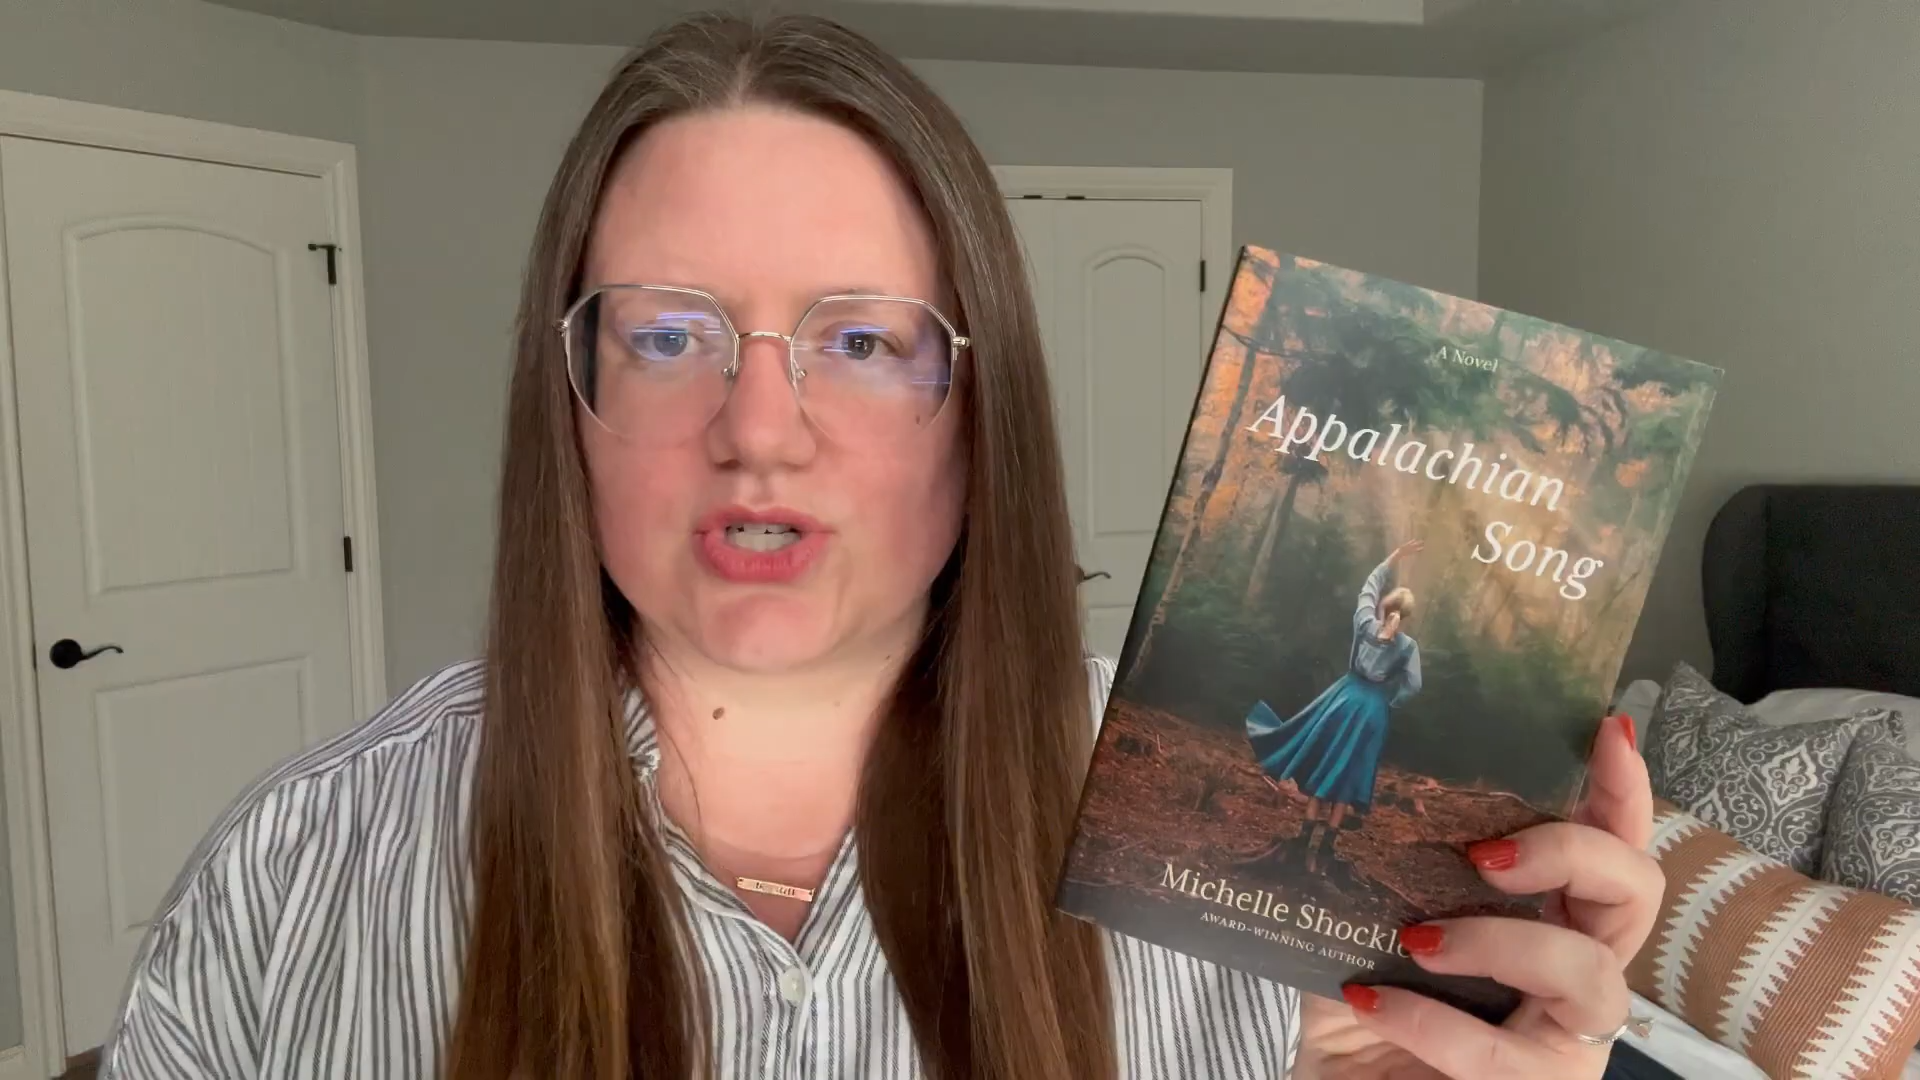 A Novel
Appalachian
Song
Michelle Shockle
AWARD-WINNING AUTHOR